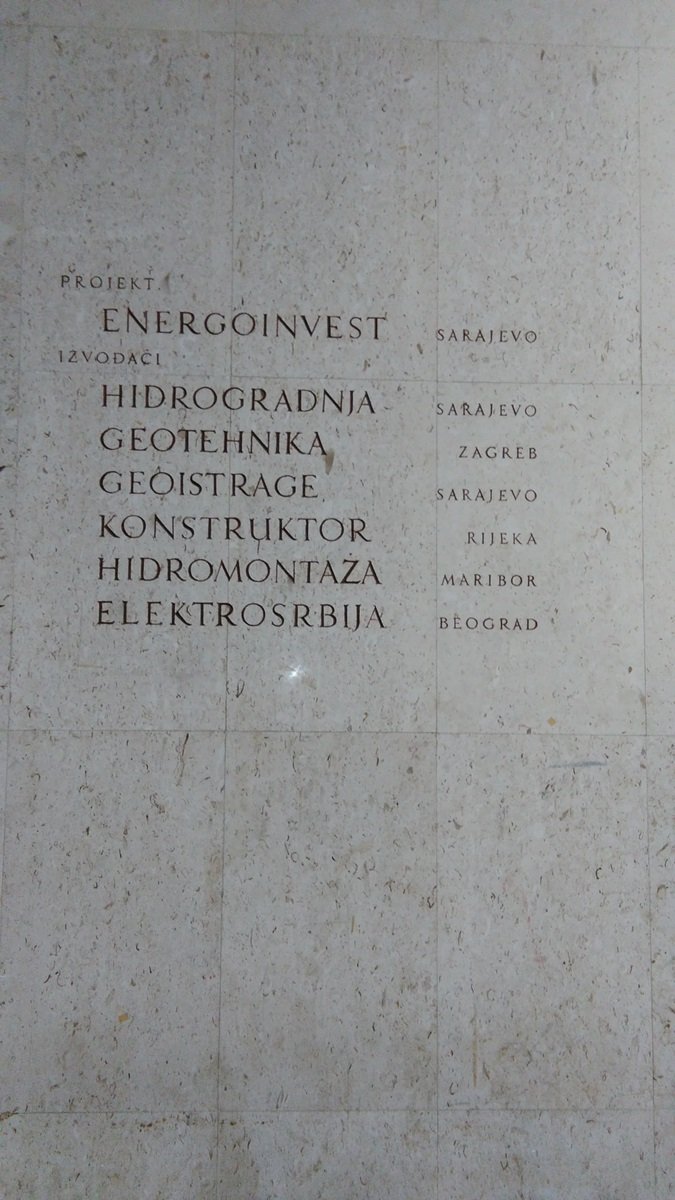 PROJEKT
ENERGOINVEST SARAJEVO
IZVOĐAČI
HIDROGRADNJA SARAJEVO
GEOTEHNIKA ZAGREB
GEOISTRAGE SARAJEVO
KONSTRUKTOR RIJEKA
HIDROMONTAŽA MARIBOR
ELEKTROSRBIJA BEOGRAD